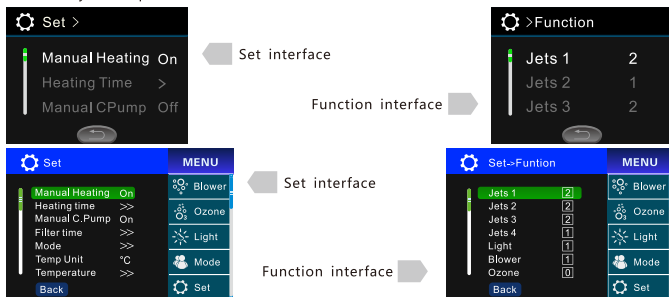 Set >
Manual Heating On
Heating Time >
Manual CPump Off
Set interface
>Function
Jets 1 2
Jets 2 1
Jets 3 2
Function interface
Set MENU
Manual Heating On
Heating time >>
Manual C.Pump On
Filter time >>
Mode >>
Temp Unit °C
Temperature >>
Back
Blower
O₃ Ozone
Light
Mode
Set
Set interface
Set->Funtion MENU
Jets 1 2
Jets 2 2
Jets 3 2
Jets 4 1
Light 1
Blower 1
Ozone 0
Back
Blower
O₃ Ozone
Light
Mode
Set
Function interface